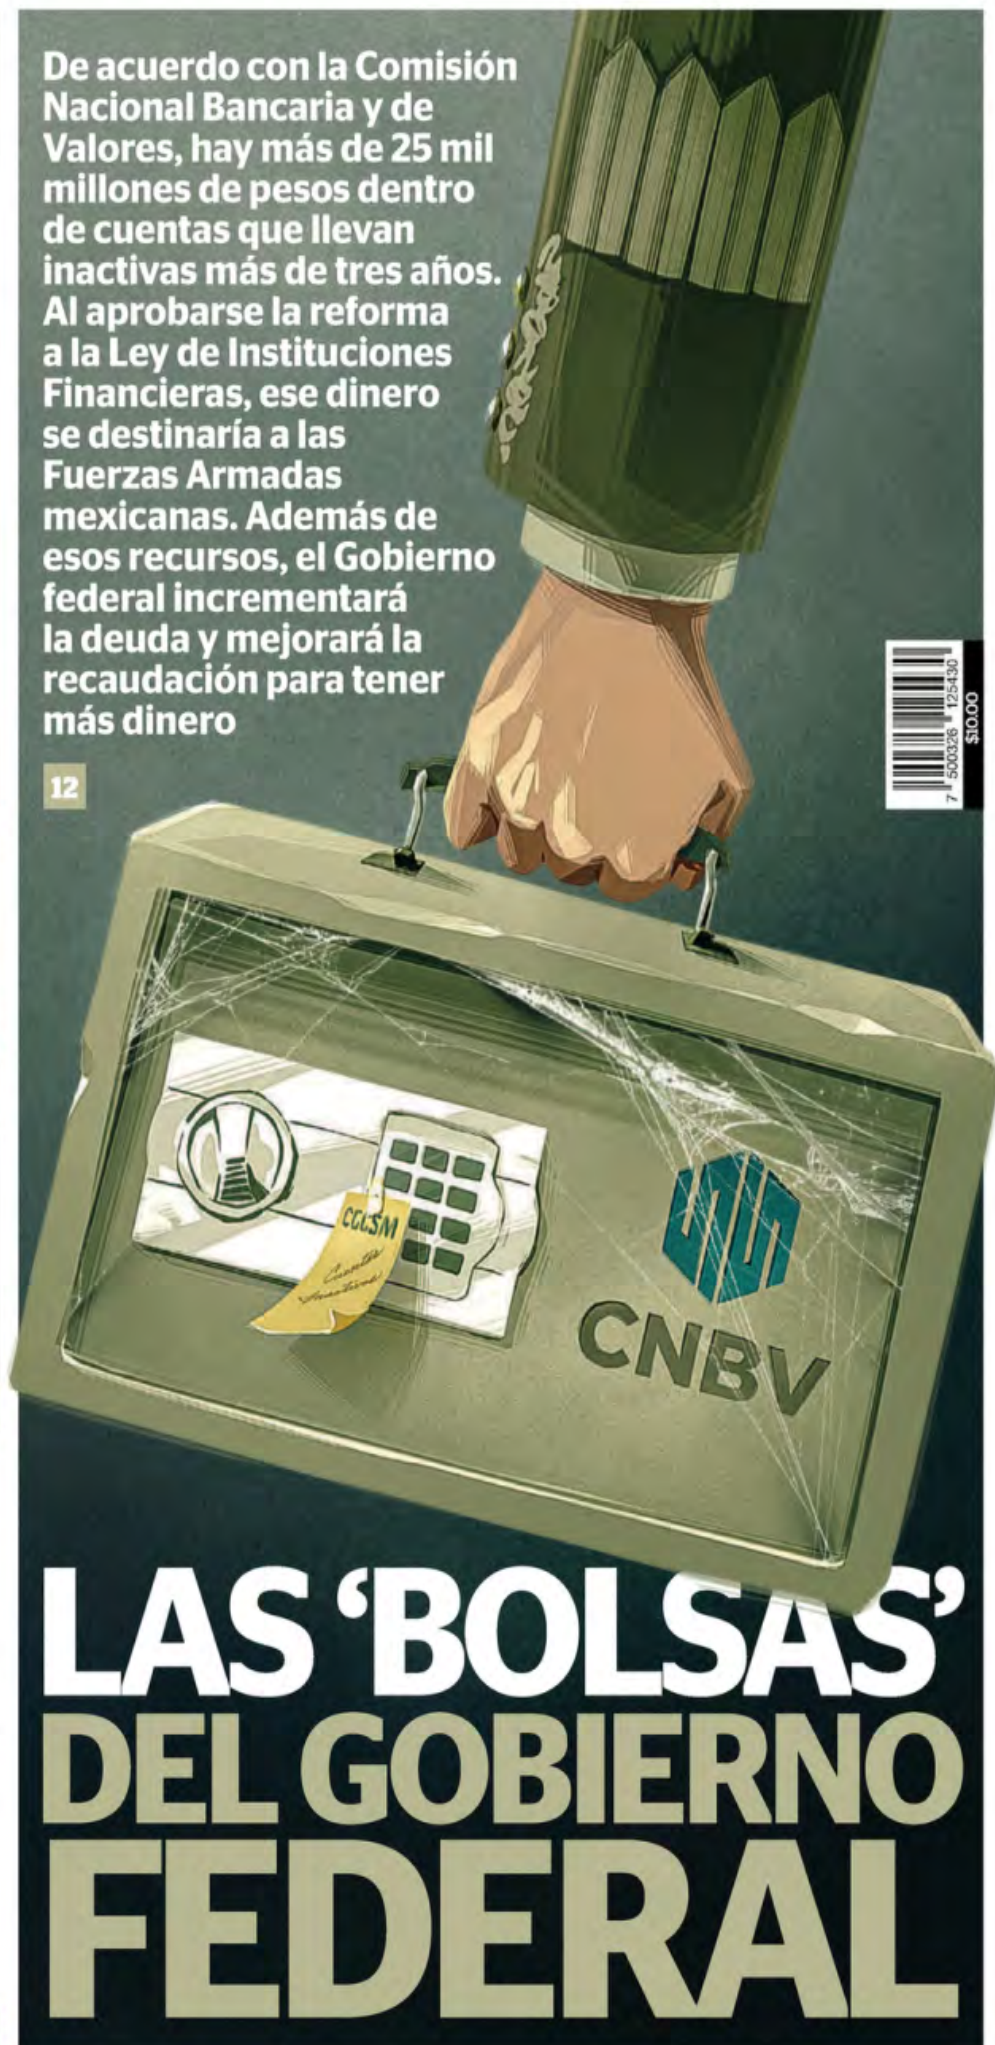 De acuerdo con la Comisión
Nacional Bancaria y de
Valores, hay más de 25 mil
millones de pesos dentro
de cuentas que llevan
inactivas más de tres años.
Al aprobarse la reforma
a la Ley de Instituciones
Financieras, ese dinero
se destinaría a las
Fuerzas Armadas
mexicanas. Además de
esos recursos, el Gobierno
federal incrementará
la deuda y mejorará la
recaudación para tener
más dinero
12
7 500326 125430
$10.00
Cuentas
CNBV
LAS ‘BOLSAS’
DEL GOBIERNO
FEDERAL